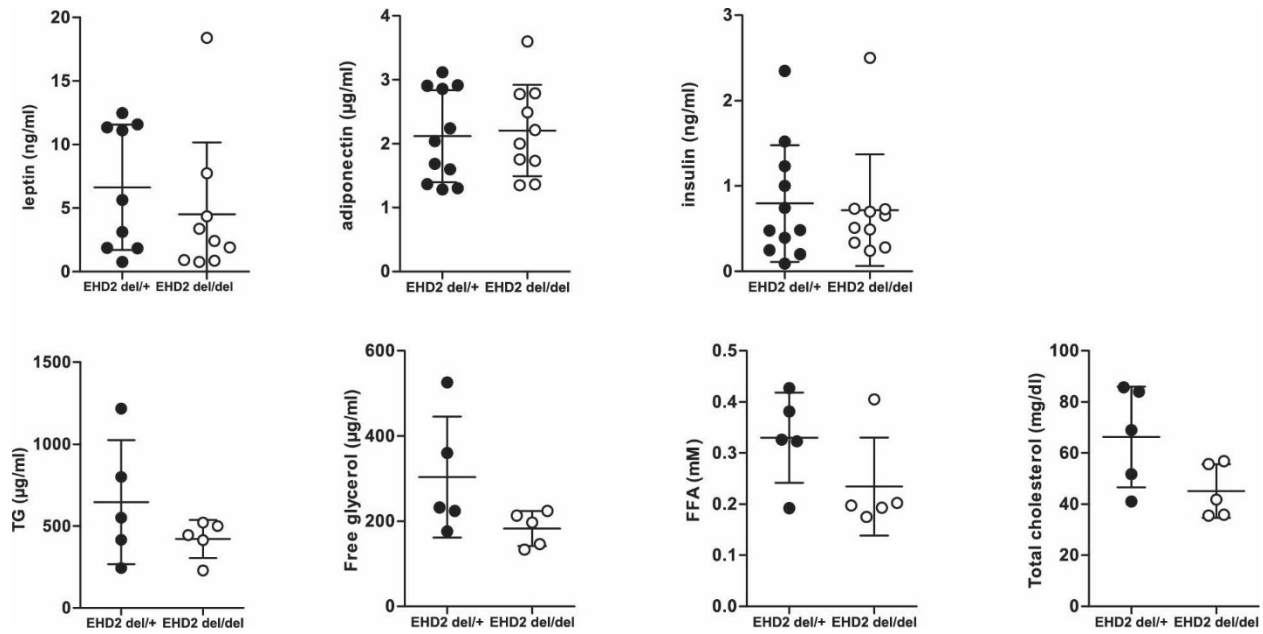 leptin (ng/ml)
20
15
10
5
0
EHD2 del/+ EHD2 del/del
adiponectin (µg/ml)
4
3
2
1
0
EHD2 del/+ EHD2 del/del
insulin (ng/ml)
3
2
1
0
EHD2 del/+ EHD2 del/del
TG (µg/ml)
1500
1000
500
0
EHD2 del/+ EHD2 del/del
Free glycerol (µg/ml)
600
400
200
0
EHD2 del/+ EHD2 del/del
FFA (mM)
0.5
0.4
0.3
0.2
0.1
0.0
EHD2 del/+ EHD2 del/del
Total cholesterol (mg/dl)
100
80
60
40
20
0
EHD2 del/+ EHD2 del/del